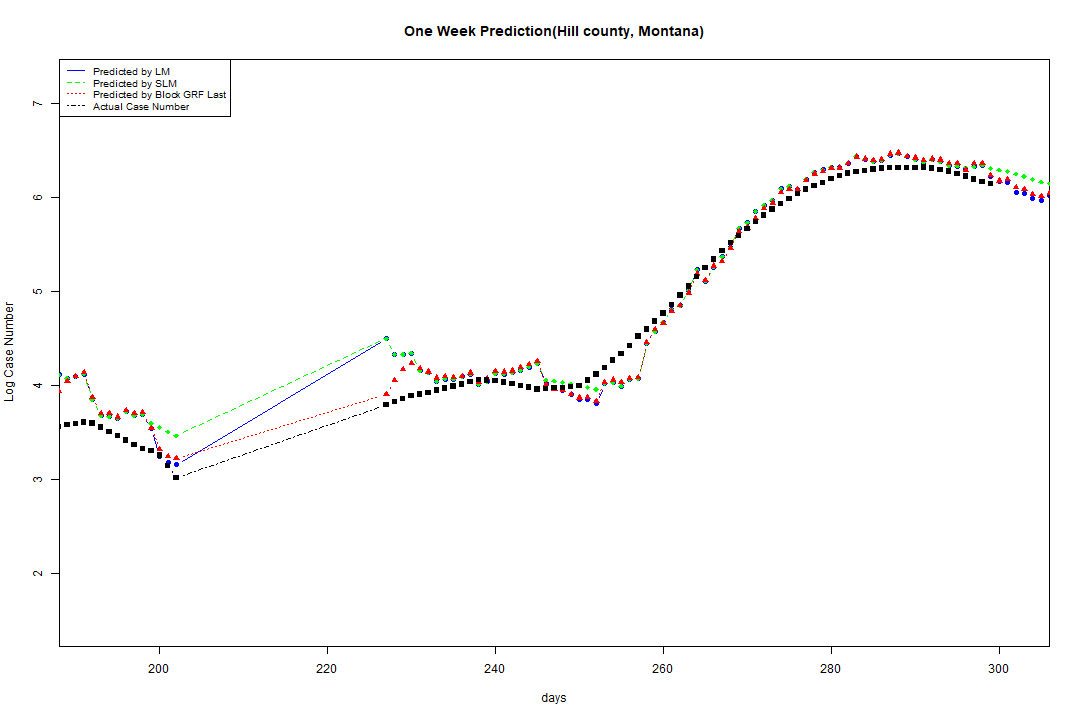 One Week Prediction(Hill county, Montana)
Predicted by LM
Predicted by SLM
Predicted by Block GRF Last
Actual Case Number
7
6
5
4
3
2
Log Case Number
200 220 240 260 280 300
days